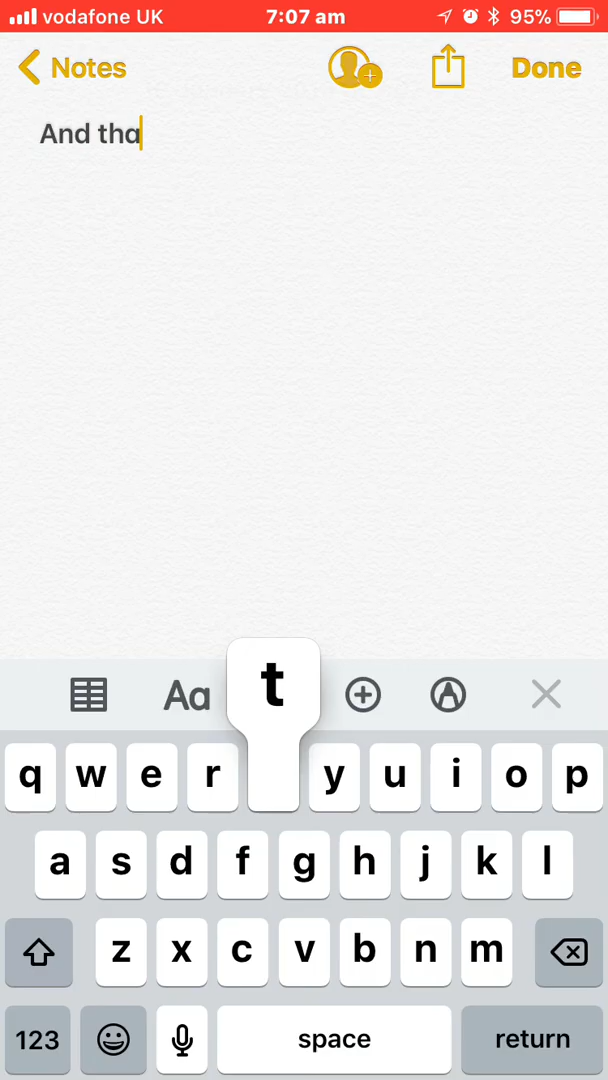 vodafone UK 7:07 am 95%
Notes Done
And tha
Aa t
q w e r y u i o p
a s d f g h j k l
z x c v b n m
123 space return